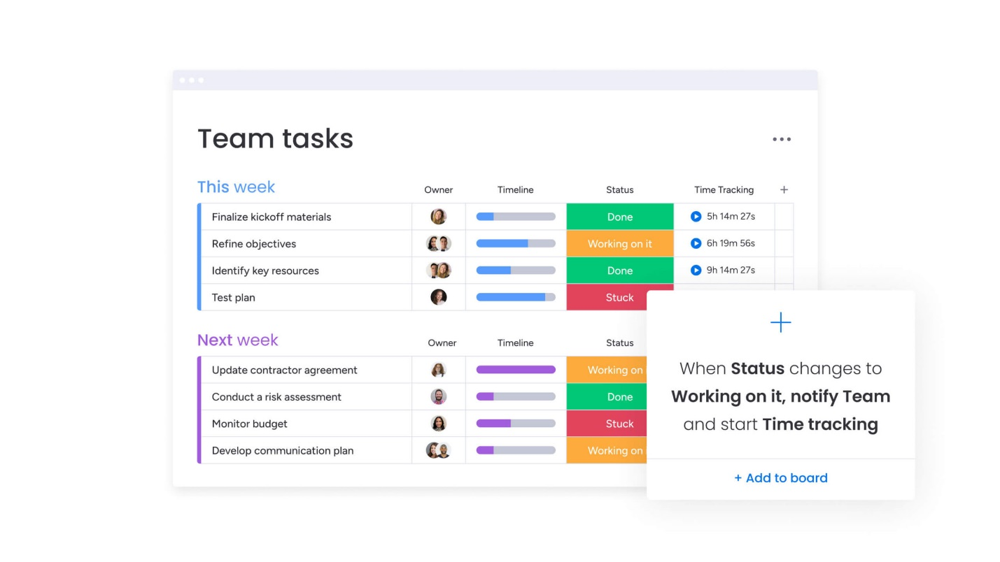 Team tasks
This week
Owner Timeline Status Time Tracking +
Finalize kickoff materials Done 5h 14m 27s
Refine objectives Working on it 6h 19m 56s
Identify key resources Done 9h 14m 27s
Test plan Stuck
Next week
Owner Timeline Status
Update contractor agreement Working on
Conduct a risk assessment Done
Monitor budget Stuck
Develop communication plan Working on
When Status changes to
Working on it, notify Team
and start Time tracking
+ Add to board